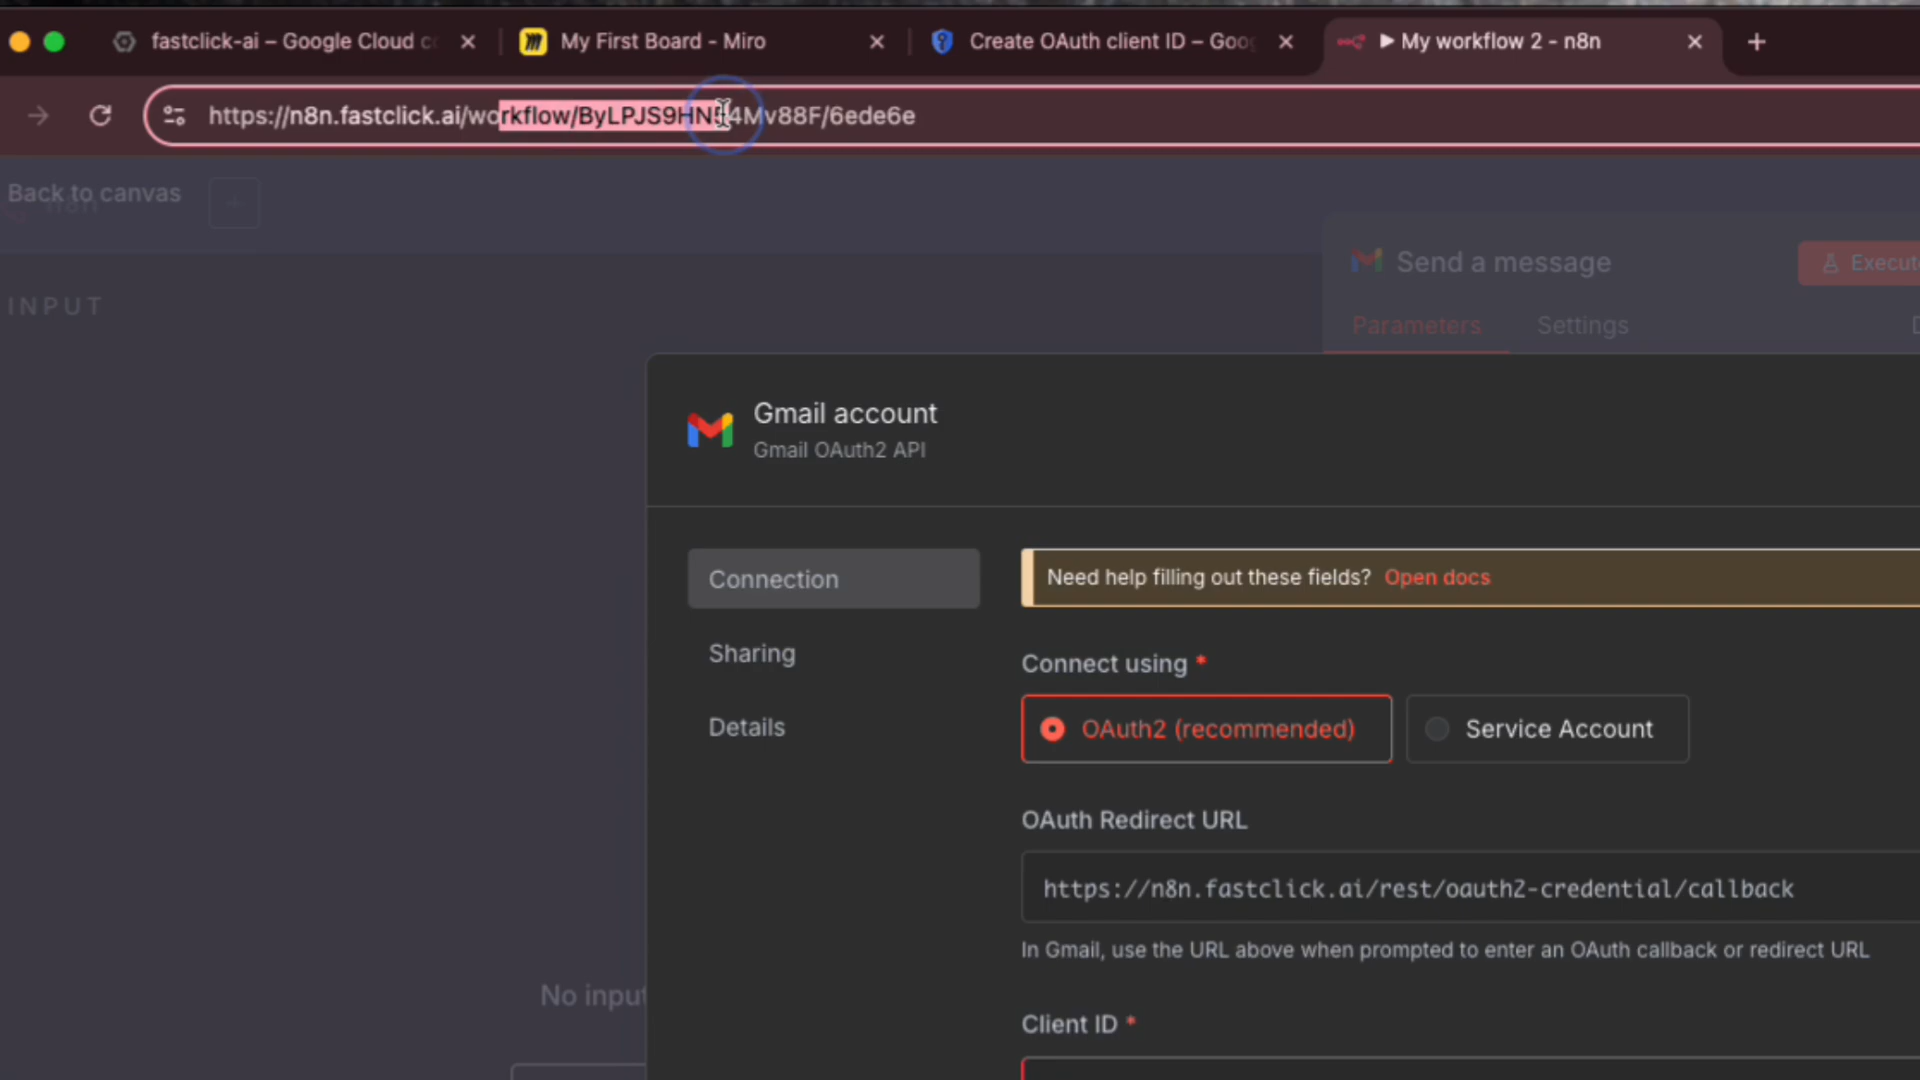 fastclick-ai – Google Cloud c
My First Board - Miro
Create OAuth client ID – Goo
▶ My workflow 2 - n8n
https://n8n.fastclick.ai/workflow/ByLPJS9HN54Mv88F/6ede6e
Back to canvas
n8n
Send a message
Execut
INPUT
Parameters
Settings
Gmail account
Gmail OAuth2 API
Connection
Need help filling out these fields? Open docs
Sharing
Connect using *
Details
OAuth2 (recommended)
Service Account
OAuth Redirect URL
https://n8n.fastclick.ai/rest/oauth2-credential/callback
In Gmail, use the URL above when prompted to enter an OAuth callback or redirect URL
No input
Client ID *